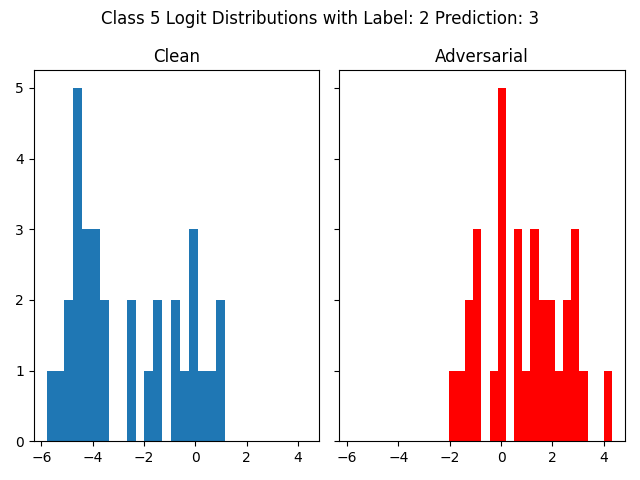 Class 5 Logit Distributions with Label: 2 Prediction: 3
Clean
Adversarial
5
4
3
2
1
0
−6 −4 −2 0 2 4
−6 −4 −2 0 2 4